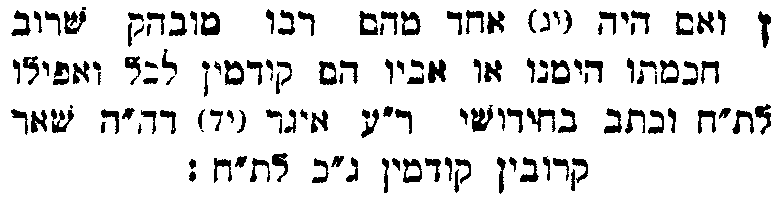 ץ ואם היה (יג) אחד מהם רבו מובהק שרוב
חכמתו הימנו או אביו הם קודמין לכל ואפילו
לת״ח וכתב בחידושי ר״ע איגר (יד) דה״ה שאר
קרובין קודמין ג״כ לת״ח :